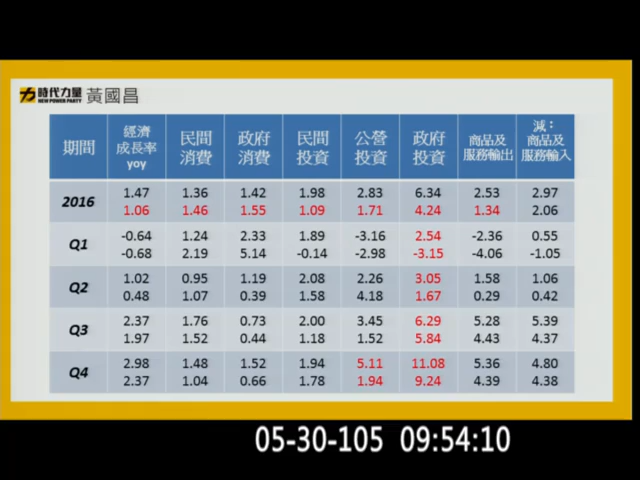 時代力量 黃國昌
NEW POWER PARTY
期間 經濟成長率 yoy 民間消費 政府消費 民間投資 公營投資 政府投資 商品及服務輸出 減：商品及服務輸入
2016 1.47 1.36 1.42 1.98 2.83 6.34 2.53 2.97
1.06 1.46 1.55 1.09 1.71 4.24 1.34 2.06
Q1 -0.64 1.24 2.33 1.89 -3.16 2.54 -2.36 0.55
-0.68 2.19 5.14 -0.14 -2.98 -3.15 -4.06 -1.05
Q2 1.02 0.95 1.19 2.08 2.26 3.05 1.58 1.06
0.48 1.07 0.39 1.58 4.18 1.67 0.29 0.42
Q3 2.37 1.76 0.73 2.00 3.45 6.29 5.28 5.39
1.97 1.52 0.44 1.18 1.52 5.84 4.43 4.37
Q4 2.98 1.48 1.52 1.94 5.11 11.08 5.36 4.80
2.37 1.04 0.66 1.78 1.94 9.24 4.39 4.38
05-30-105 09:54:10